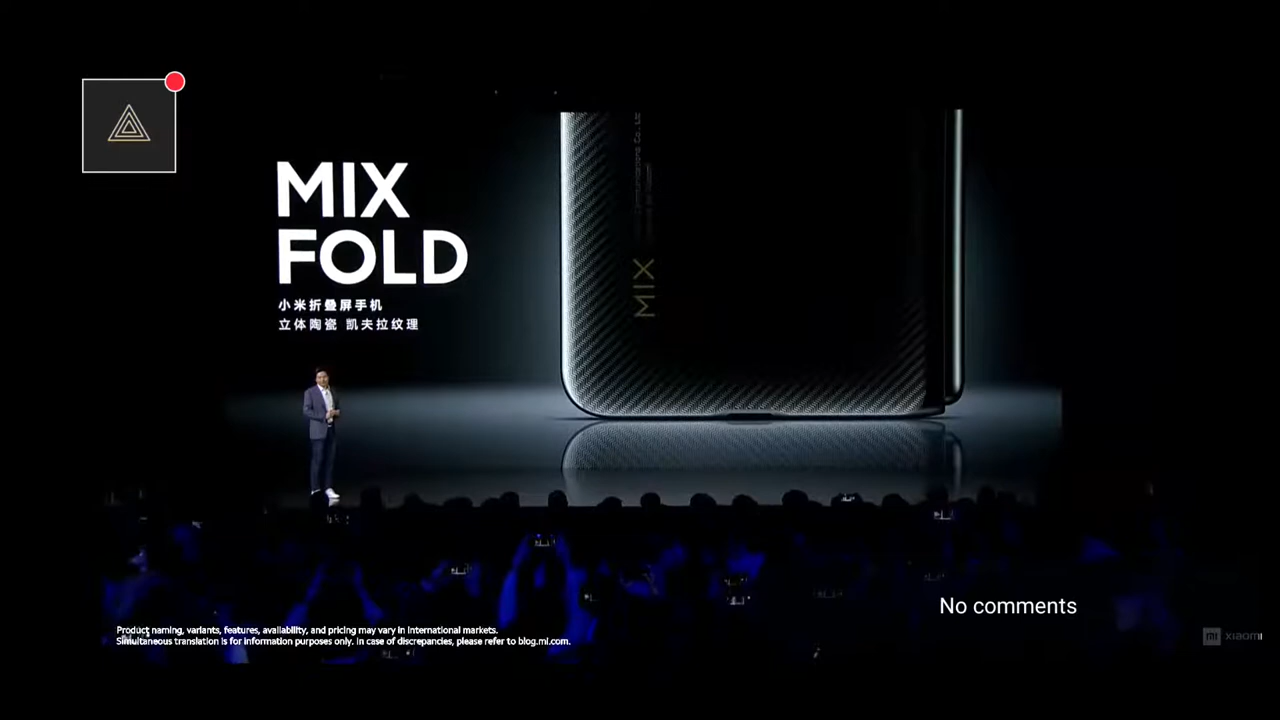 MIX
FOLD
小米折叠屏手机
立体陶瓷 凯夫拉纹理
MIX
No comments
Product naming, variants, features, availability, and pricing may vary in international markets.
Simultaneous translation is for information purposes only. In case of discrepancies, please refer to blog.mi.com.
mi xiaomi